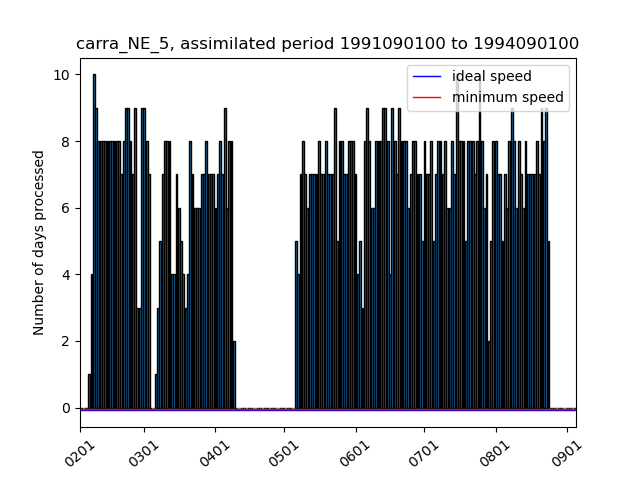 carra_NE_5, assimilated period 1991090100 to 1994090100
ideal speed
minimum speed
Number of days processed
10
8
6
4
2
0
0201 0301 0401 0501 0601 0701 0801 0901